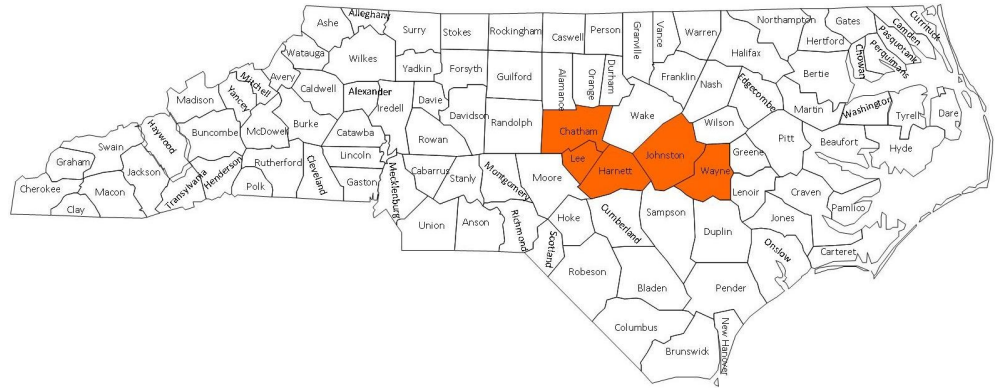 Ashe
Alleghany
Surry
Stokes
Rockingham
Caswell
Person
Granville
Vance
Warren
Northampton
Gates
Hertford
Camden
Currituck
Pasquotank
Perquimans
Chowan
Halifax
Watauga
Wilkes
Yadkin
Forsyth
Guilford
Alamance
Orange
Durham
Franklin
Nash
Edgecombe
Bertie
Mitchell
Avery
Caldwell
Alexander
Iredell
Davie
Davidson
Randolph
Chatham
Wake
Wilson
Martin
Washington
Tyrell
Dare
Madison
Yancey
McDowell
Burke
Catawba
Rowan
Johnston
Greene
Pitt
Beaufort
Hyde
Haywood
Buncombe
Swain
Graham
Jackson
Cherokee
Macon
Clay
Transylvania
Henderson
Rutherford
Polk
Cleveland
Lincoln
Gaston
Mecklenburg
Cabarrus
Stanly
Montgomery
Moore
Lee
Harnett
Wayne
Lenoir
Craven
Pamlico
Jones
Carteret
Onslow
Duplin
Sampson
Cumberland
Hoke
Scotland
Richmond
Anson
Union
Robeson
Bladen
Pender
Columbus
Brunswick
New Hanover